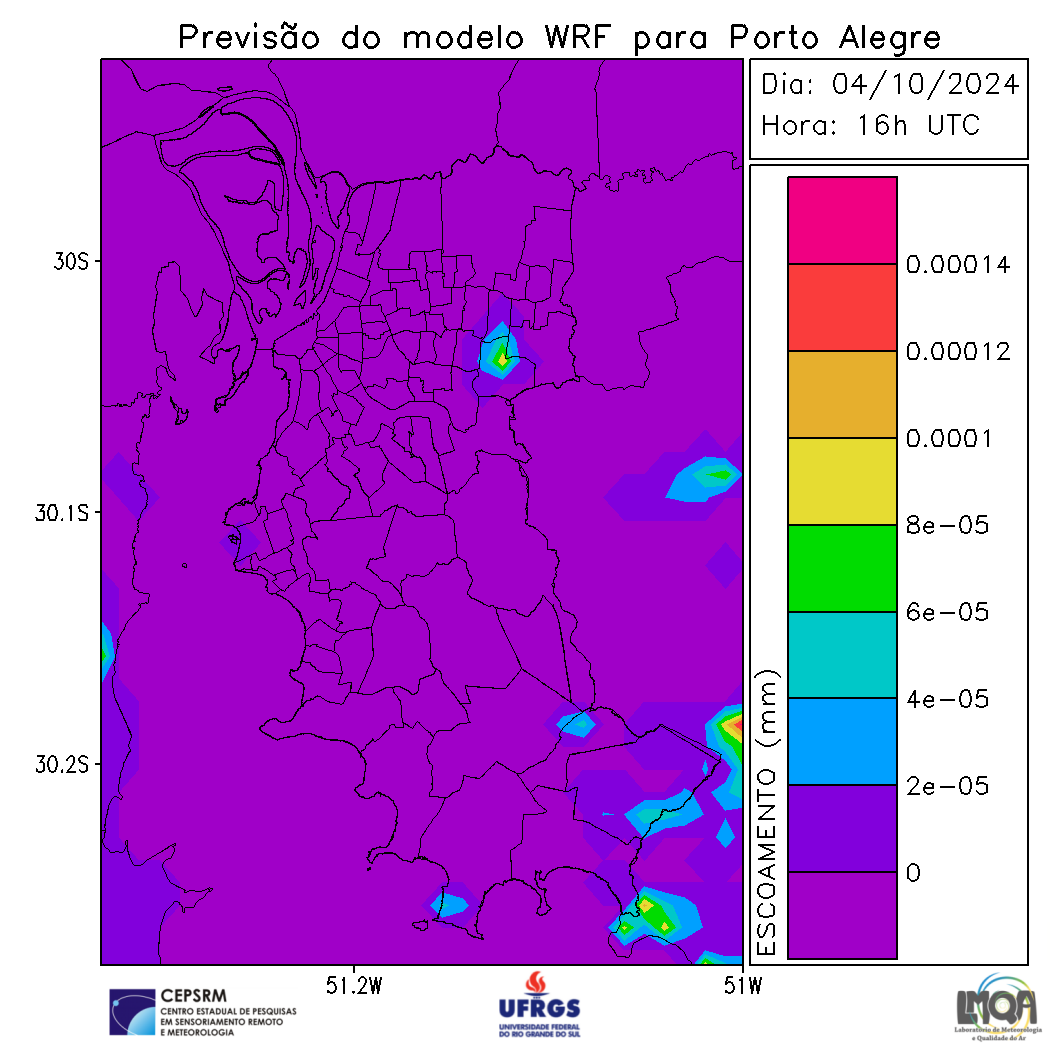 Previsão do modelo WRF para Porto Alegre
Dia: 04/10/2024
Hora: 16h UTC
30S
30.1S
30.2S
51.2W
51W
0.00014
0.00012
0.0001
8e-05
6e-05
4e-05
2e-05
0
ESCOAMENTO (mm)
CEPSRM
CENTRO ESTADUAL DE PESQUISAS
EM SENSORIAMENTO REMOTO
E METEOROLOGIA
UFRGS
UNIVERSIDADE FEDERAL
DO RIO GRANDE DO SUL
LMQA
Laboratório de Meteorologia
e Qualidade do Ar